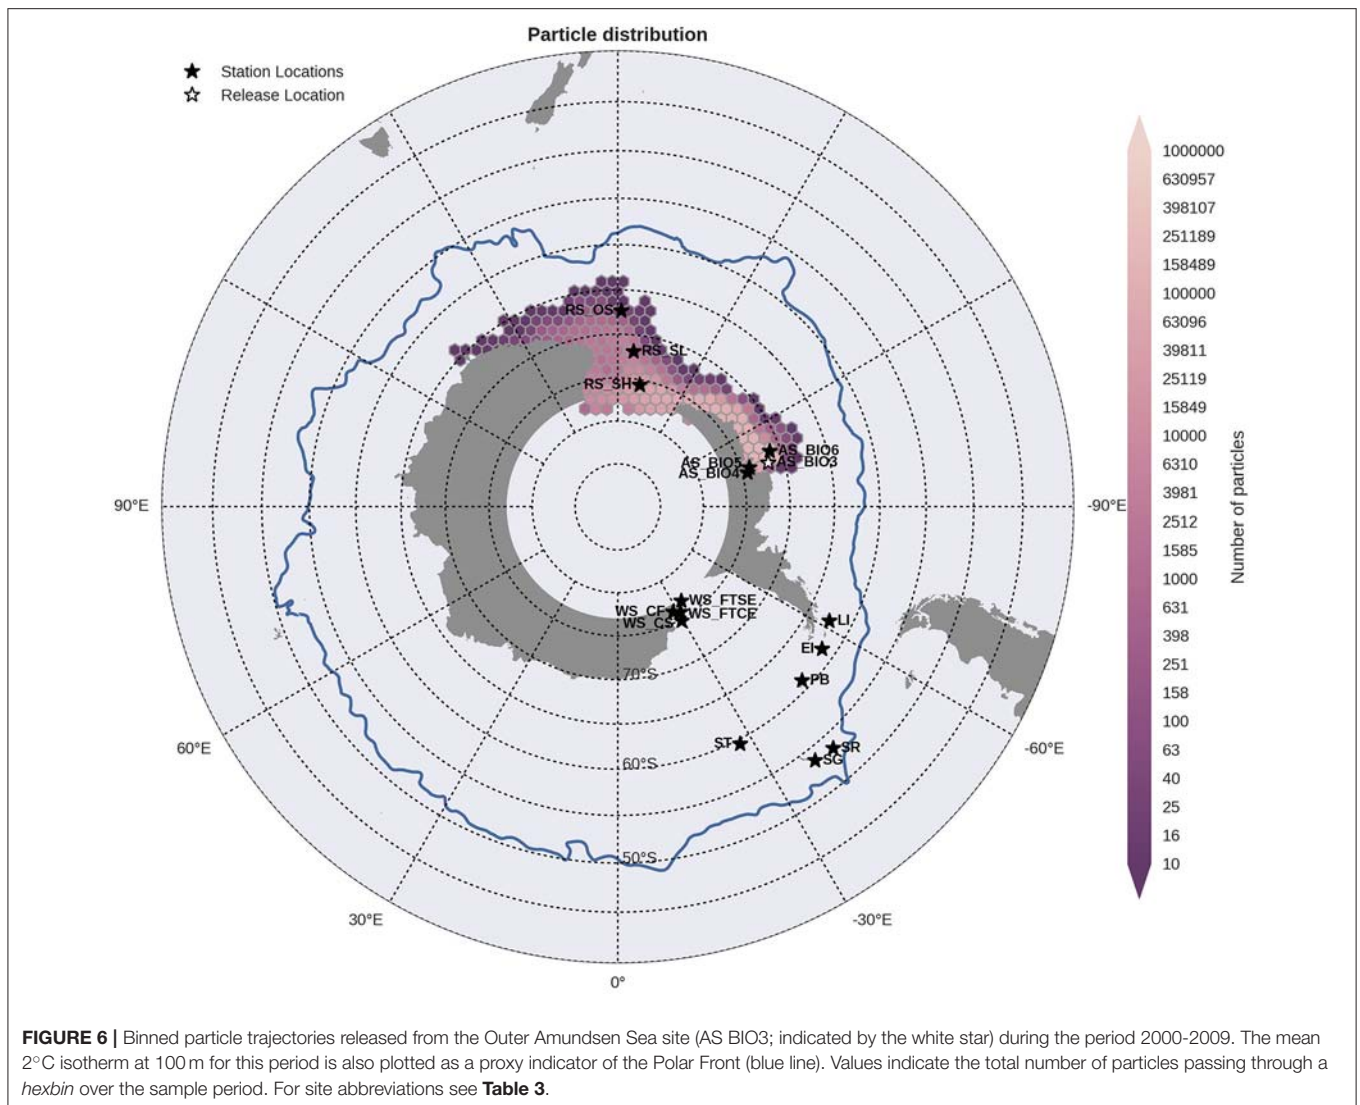 Particle distribution
Station Locations
Release Location
RS_OS
RS_SL
RS_SH
AS_BIO6
AS_BIO5
AS_BIO3
AS_BIO4
90°E
-90°E
WS_FTSE
WS_CF
WS_FTCE
WS_CS
LI
EI
70°S
PB
ST
SR
60°E
-60°E
60°S
SG
50°S
30°E
-30°E
0°
1000000
630957
398107
251189
158489
100000
63096
39811
25119
15849
10000
6310
3981
2512
1585
1000
631
398
251
158
100
63
40
25
16
10
Number of particles
FIGURE 6 | Binned particle trajectories released from the Outer Amundsen Sea site (AS BIO3; indicated by the white star) during the period 2000-2009. The mean
2°C isotherm at 100 m for this period is also plotted as a proxy indicator of the Polar Front (blue line). Values indicate the total number of particles passing through a
hexbin over the sample period. For site abbreviations see Table 3.